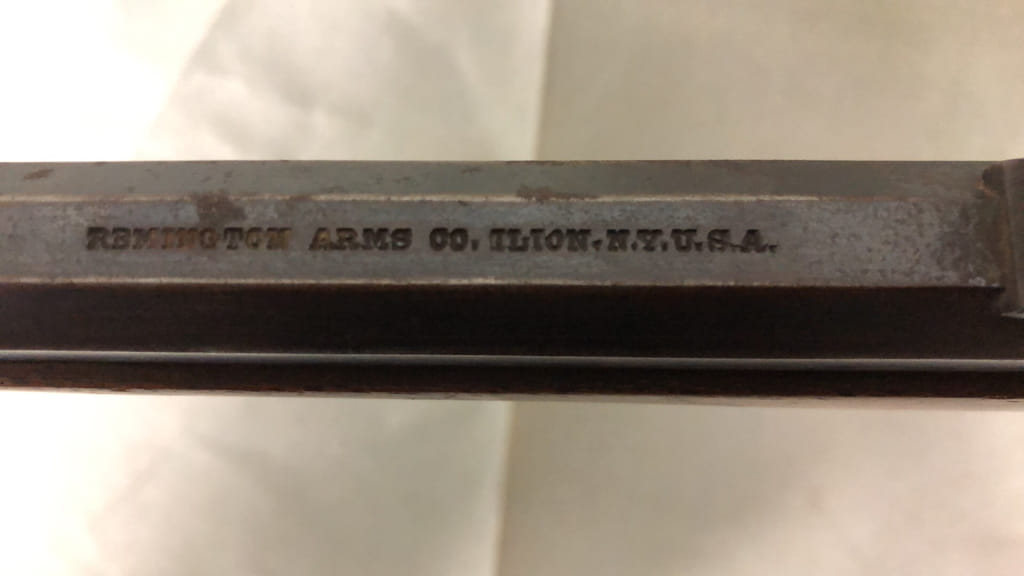 REMINGTON ARMS CO. ILION. N.Y. U.S.A.